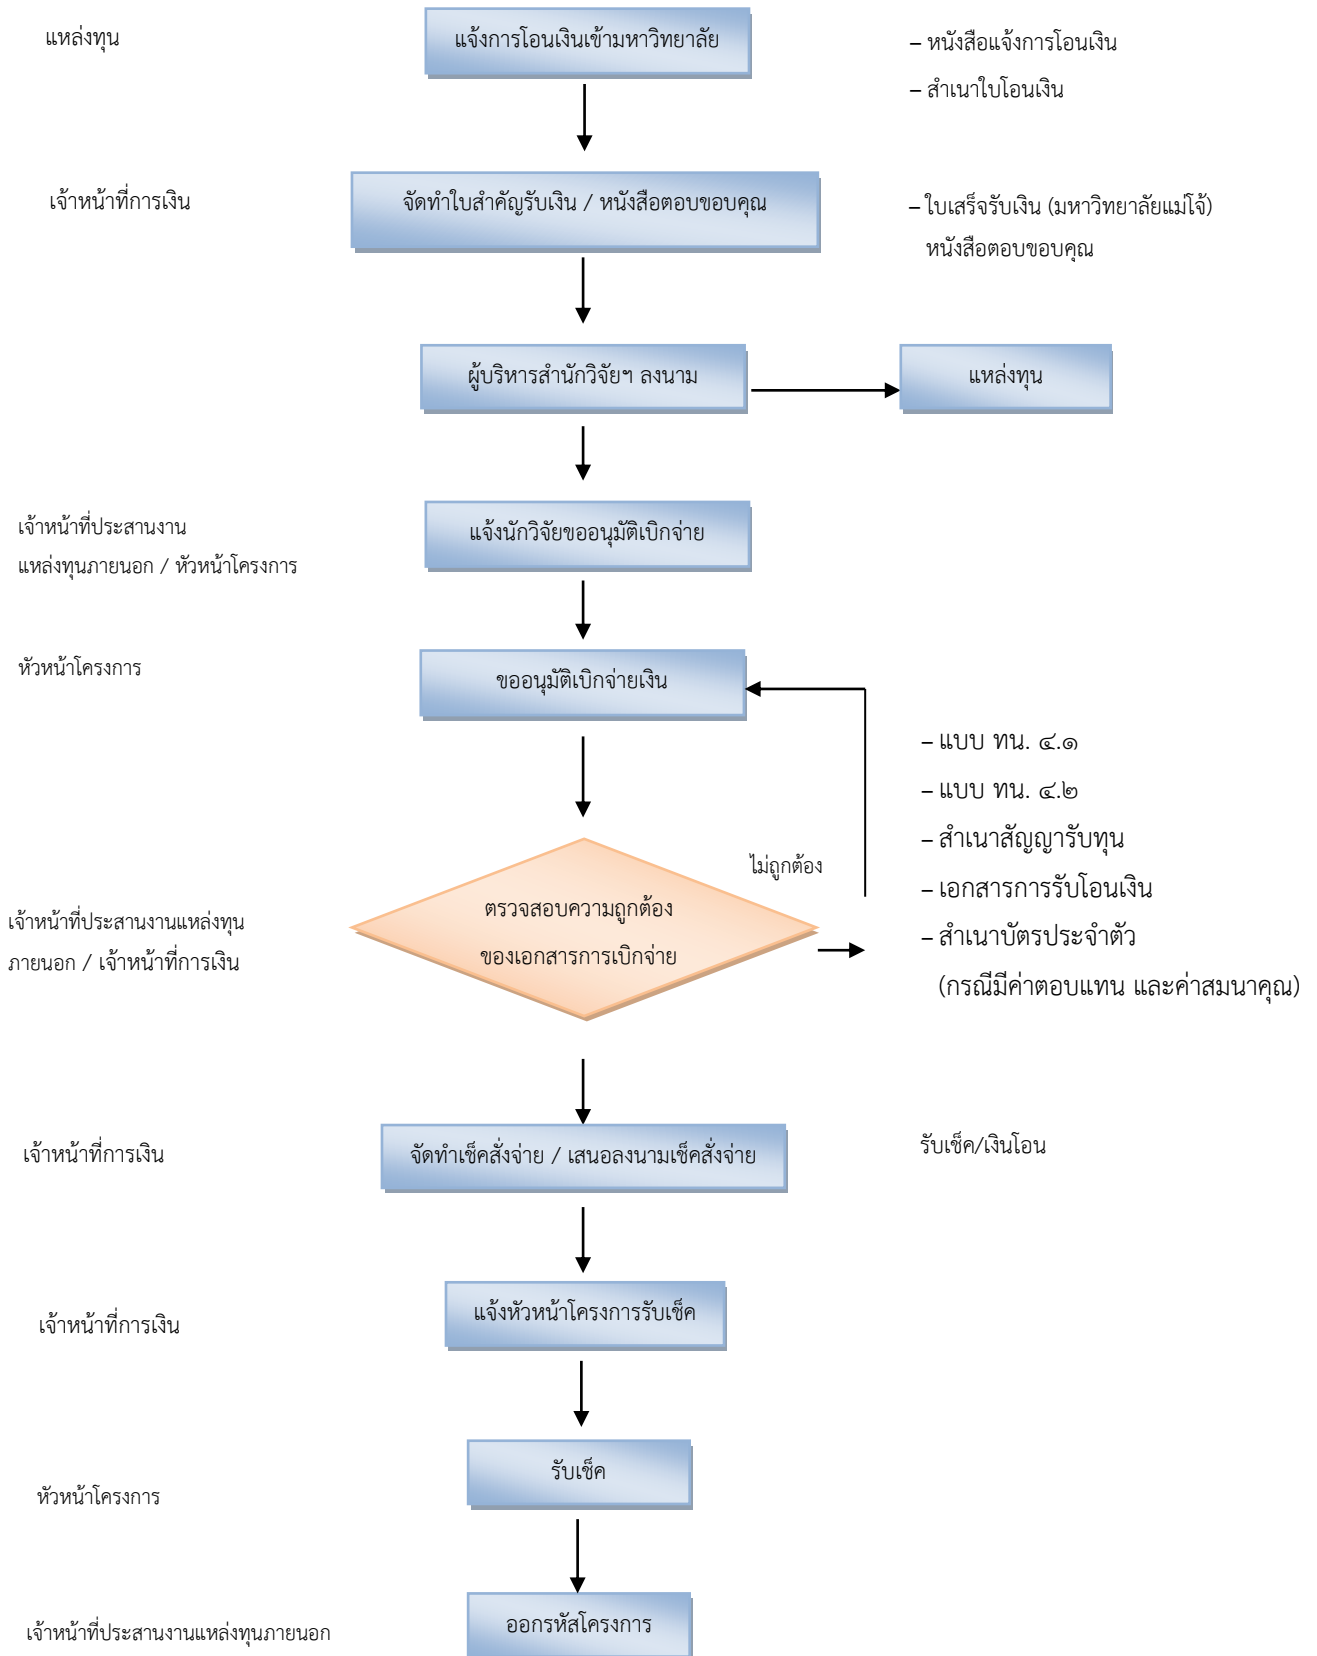 แหล่งทุน
แจ้งการโอนเงินเข้ามหาวิทยาลัย
– หนังสือแจ้งการโอนเงิน
– สำเนาใบโอนเงิน
เจ้าหน้าที่การเงิน
จัดทำใบสำคัญรับเงิน / หนังสือตอบขอบคุณ
– ใบเสร็จรับเงิน (มหาวิทยาลัยแม่โจ้)
หนังสือตอบขอบคุณ
ผู้บริหารสำนักวิจัยฯ ลงนาม
แหล่งทุน
เจ้าหน้าที่ประสานงาน
แหล่งทุนภายนอก / หัวหน้าโครงการ
แจ้งนักวิจัยขออนุมัติเบิกจ่าย
หัวหน้าโครงการ
ขออนุมัติเบิกจ่ายเงิน
– แบบ ทน. ๔.๑
– แบบ ทน. ๔.๒
– สำเนาสัญญารับทุน
– เอกสารการรับโอนเงิน
– สำเนาบัตรประจำตัว
(กรณีมีค่าตอบแทน และค่าสมนาคุณ)
ไม่ถูกต้อง
เจ้าหน้าที่ประสานงานแหล่งทุน
ภายนอก / เจ้าหน้าที่การเงิน
ตรวจสอบความถูกต้อง
ของเอกสารการเบิกจ่าย
เจ้าหน้าที่การเงิน
จัดทำเช็คสั่งจ่าย / เสนอลงนามเช็คสั่งจ่าย
รับเช็ค/เงินโอน
เจ้าหน้าที่การเงิน
แจ้งหัวหน้าโครงการรับเช็ค
หัวหน้าโครงการ
รับเช็ค
เจ้าหน้าที่ประสานงานแหล่งทุนภายนอก
ออกรหัสโครงการ